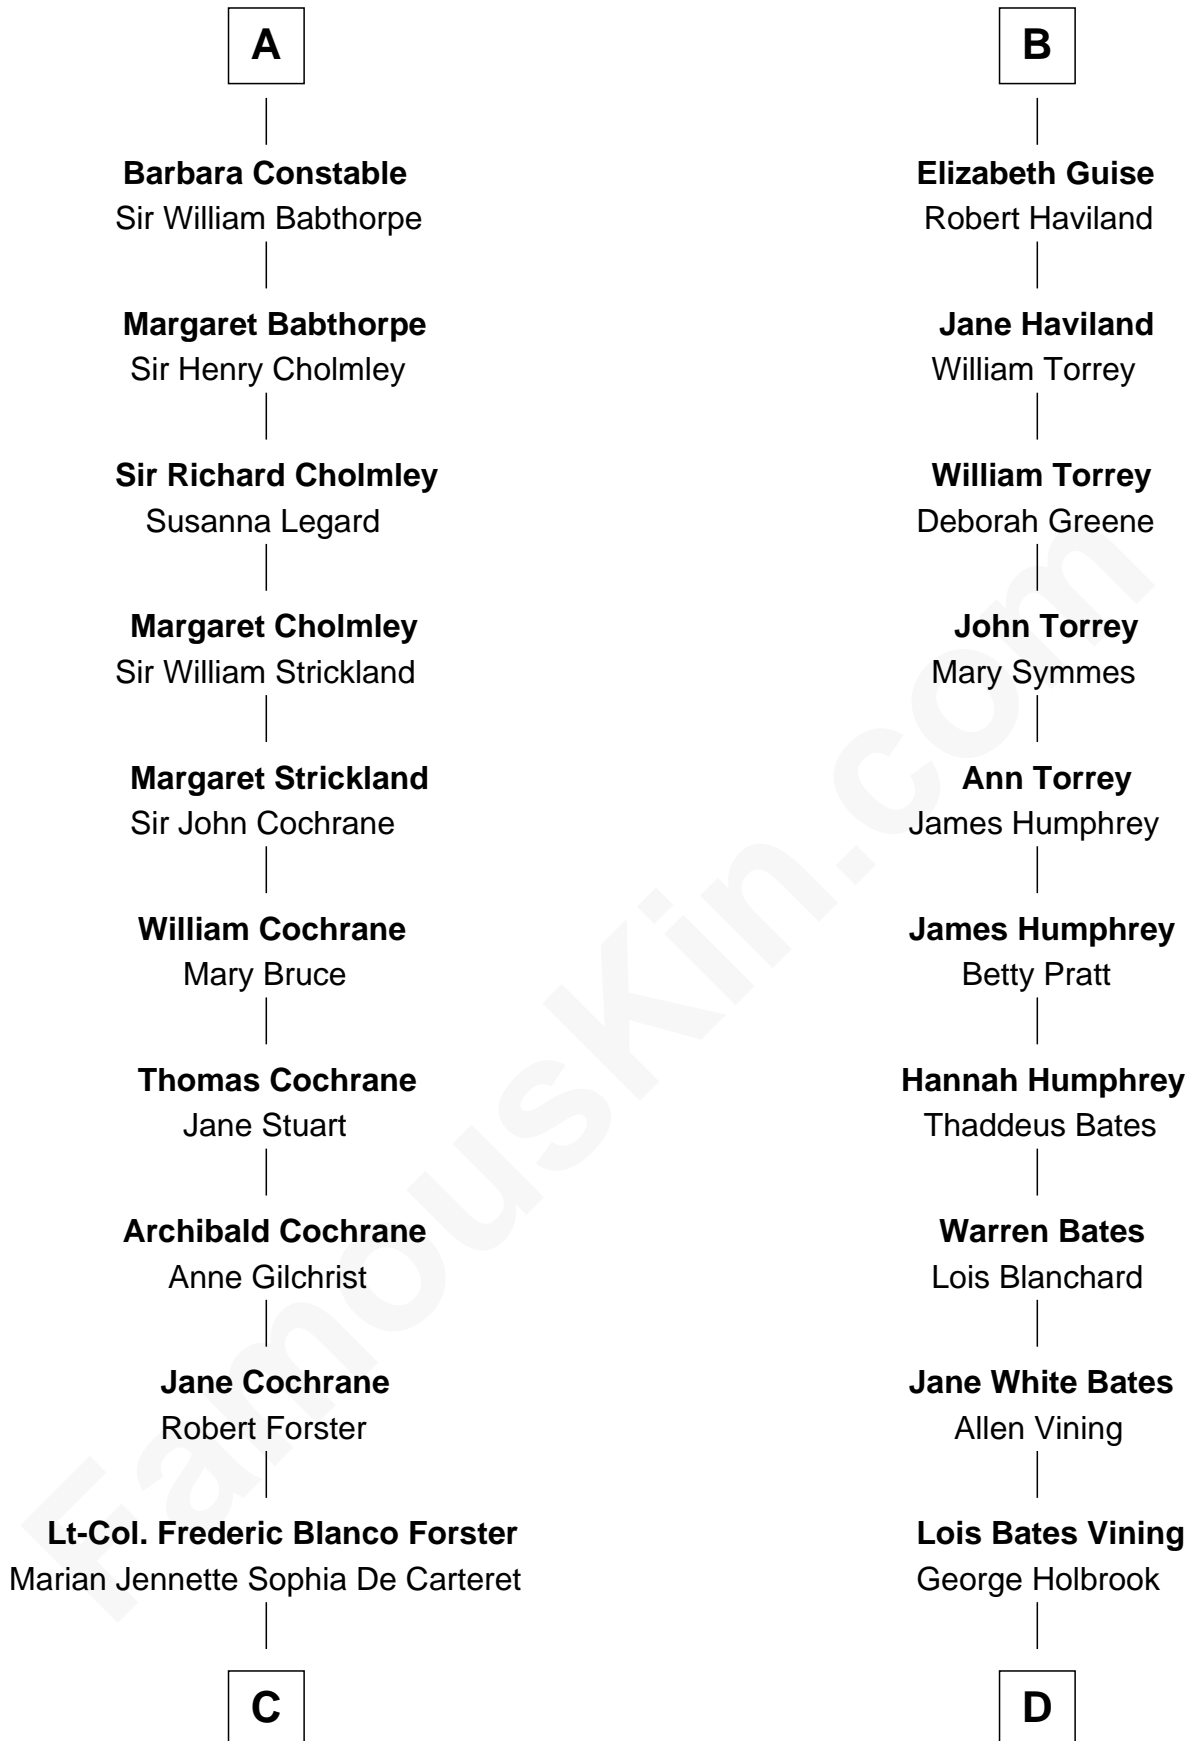 A
Barbara Constable
Sir William Babthorpe
Margaret Babthorpe
Sir Henry Cholmley
Sir Richard Cholmley
Susanna Legard
Margaret Cholmley
Sir William Strickland
Margaret Strickland
Sir John Cochrane
William Cochrane
Mary Bruce
Thomas Cochrane
Jane Stuart
Archibald Cochrane
Anne Gilchrist
Jane Cochrane
Robert Forster
Lt-Col. Frederic Blanco Forster
Marian Jennette Sophia De Carteret
C
B
Elizabeth Guise
Robert Haviland
Jane Haviland
William Torrey
William Torrey
Deborah Greene
John Torrey
Mary Symmes
Ann Torrey
James Humphrey
James Humphrey
Betty Pratt
Hannah Humphrey
Thaddeus Bates
Warren Bates
Lois Blanchard
Jane White Bates
Allen Vining
Lois Bates Vining
George Holbrook
D
FamousKin.com